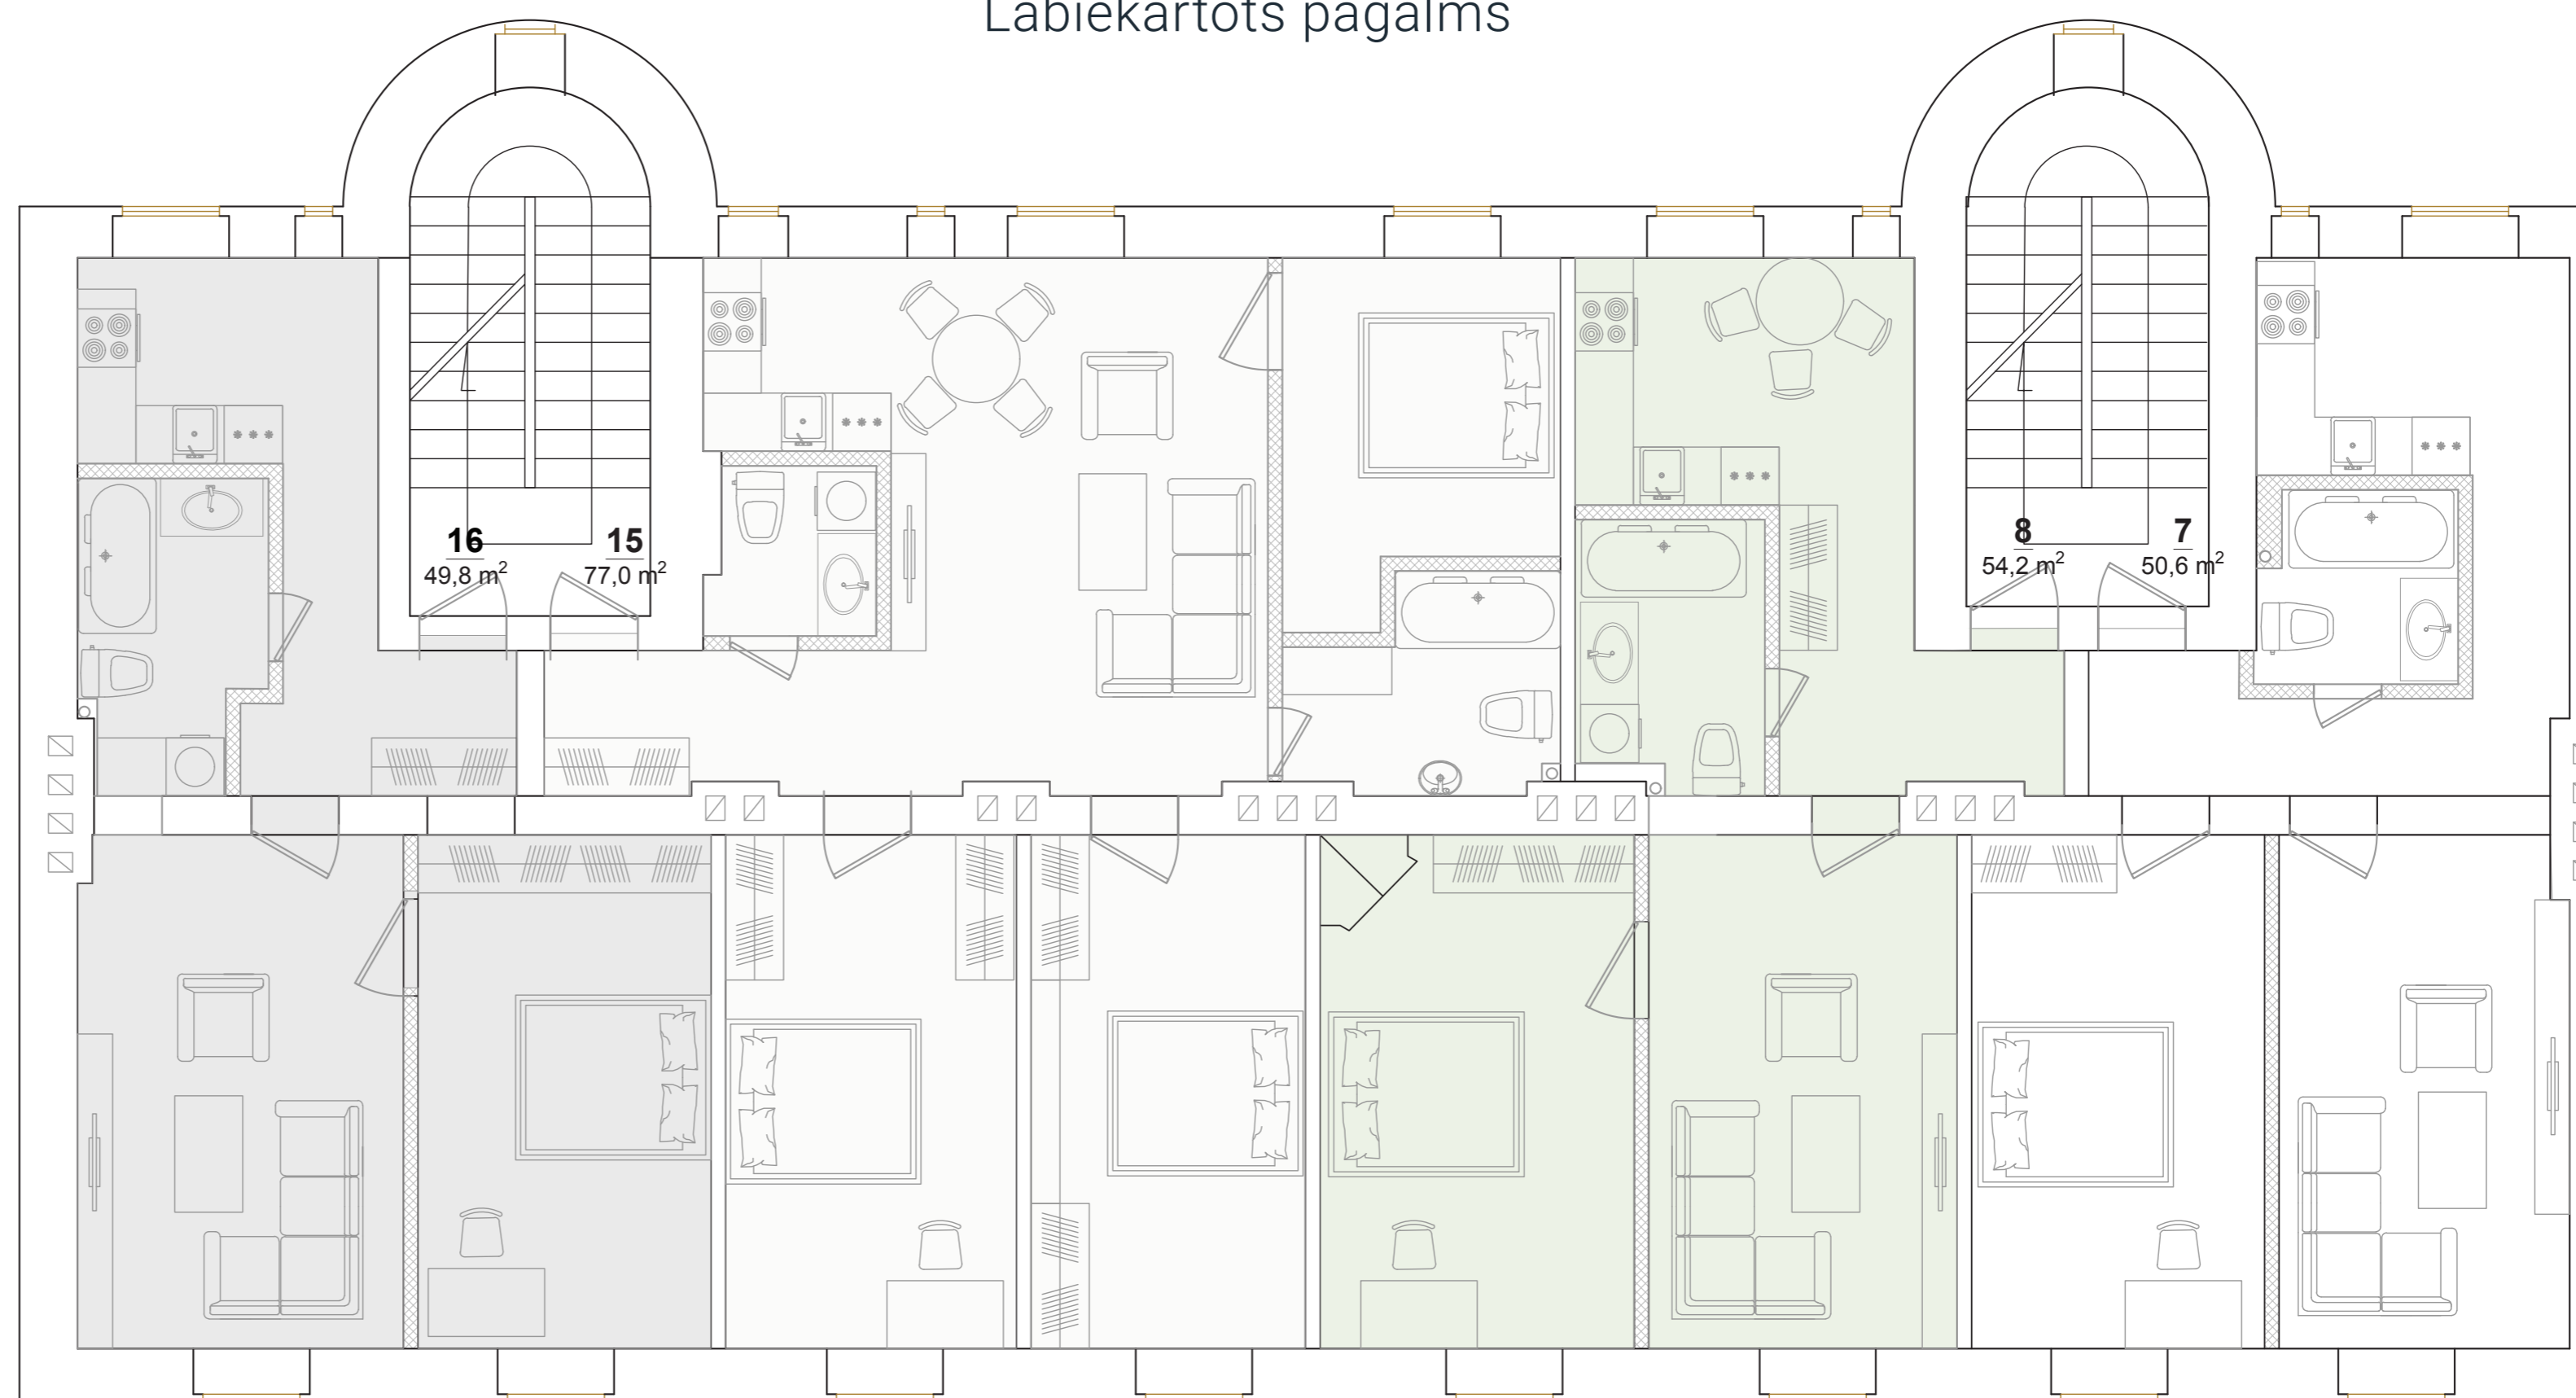 Labiekārtots pagalms
16
49,8 m²
15
77,0 m²
8
54,2 m²
7
50,6 m²